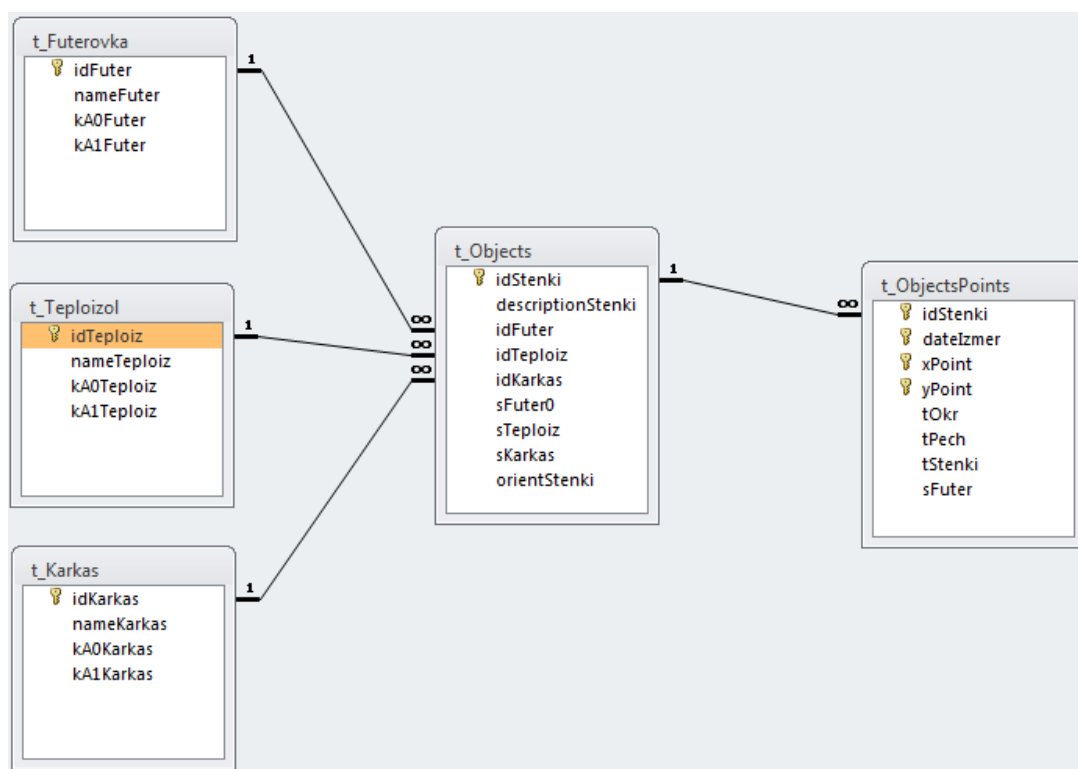 t_Futerovka
idFuter
nameFuter
kA0Futer
kA1Futer
1
t_Teploizol
idTeploiz
nameTeploiz
kA0Teploiz
kA1Teploiz
1
t_Karkas
idKarkas
nameKarkas
kA0Karkas
kA1Karkas
1
∞
∞
∞
t_Objects
idStenki
descriptionStenki
idFuter
idTeploiz
idKarkas
sFuter0
sTeploiz
sKarkas
orientStenki
1
∞
t_ObjectsPoints
idStenki
dateIzmer
xPoint
yPoint
tOkr
tPech
tStenki
sFuter